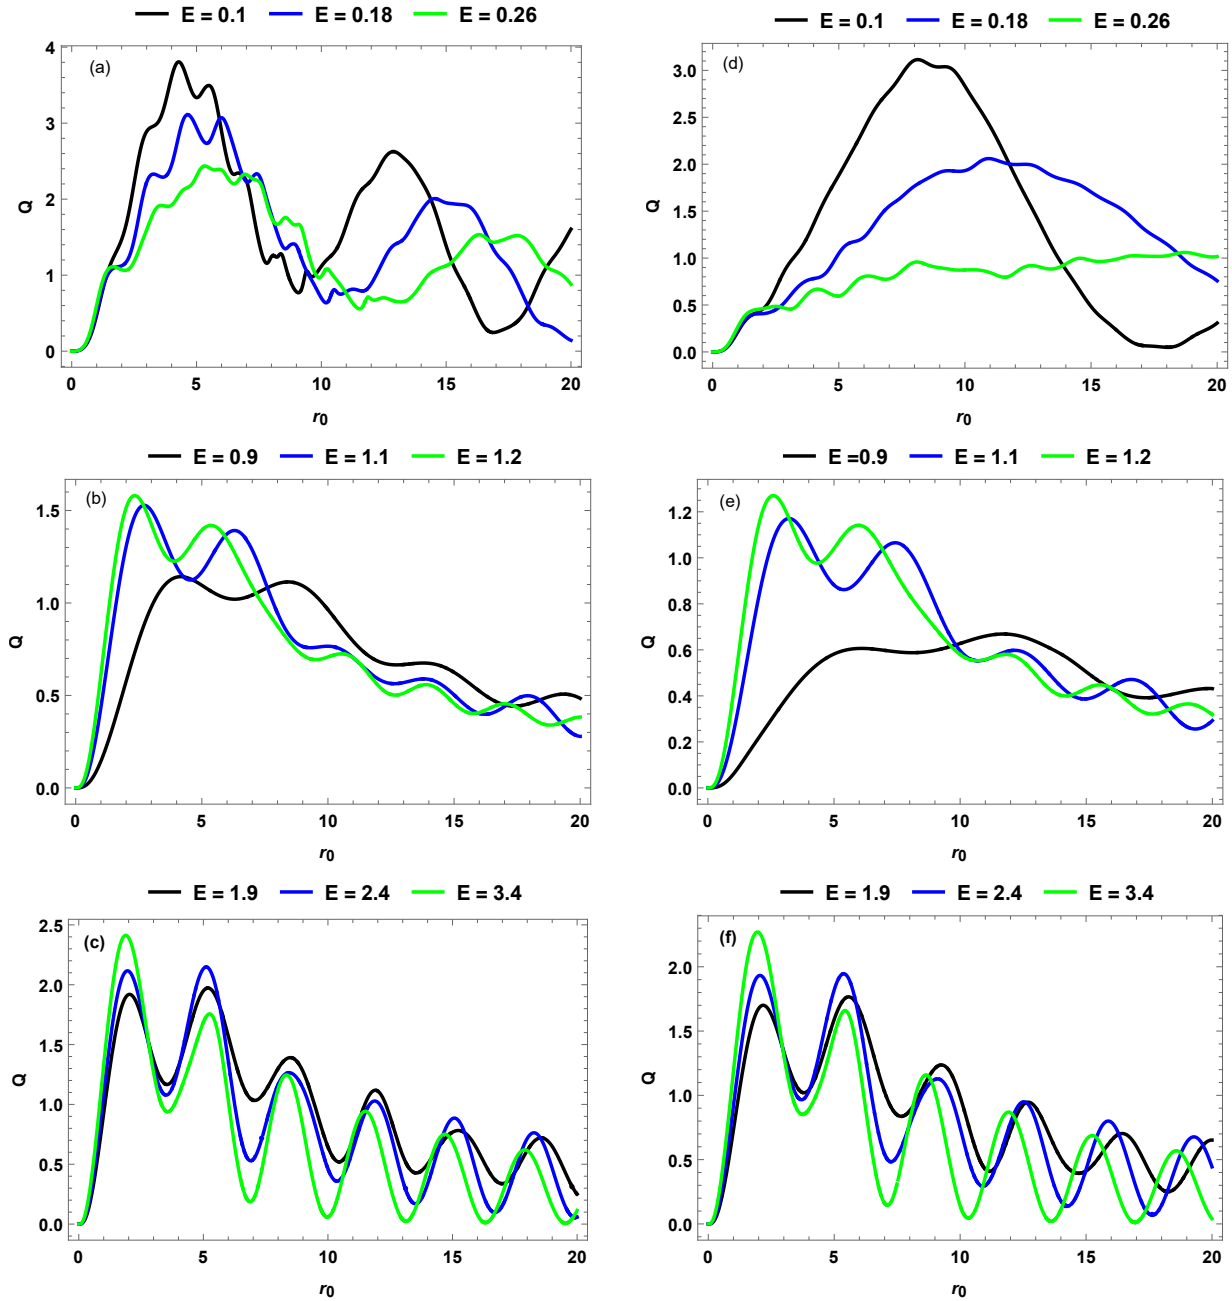 E = 0.1 E = 0.18 E = 0.26
(a)
Q
4
3
2
1
0
0 5 10 15 20
r0
E = 0.1 E = 0.18 E = 0.26
(d)
Q
3.0
2.5
2.0
1.5
1.0
0.5
0.0
0 5 10 15 20
r0
E = 0.9 E = 1.1 E = 1.2
(b)
Q
1.5
1.0
0.5
0.0
0 5 10 15 20
r0
E =0.9 E = 1.1 E = 1.2
(e)
Q
1.2
1.0
0.8
0.6
0.4
0.2
0.0
0 5 10 15 20
r0
E = 1.9 E = 2.4 E = 3.4
(c)
Q
2.5
2.0
1.5
1.0
0.5
0.0
0 5 10 15 20
r0
E = 1.9 E = 2.4 E = 3.4
(f)
Q
2.0
1.5
1.0
0.5
0.0
0 5 10 15 20
r0